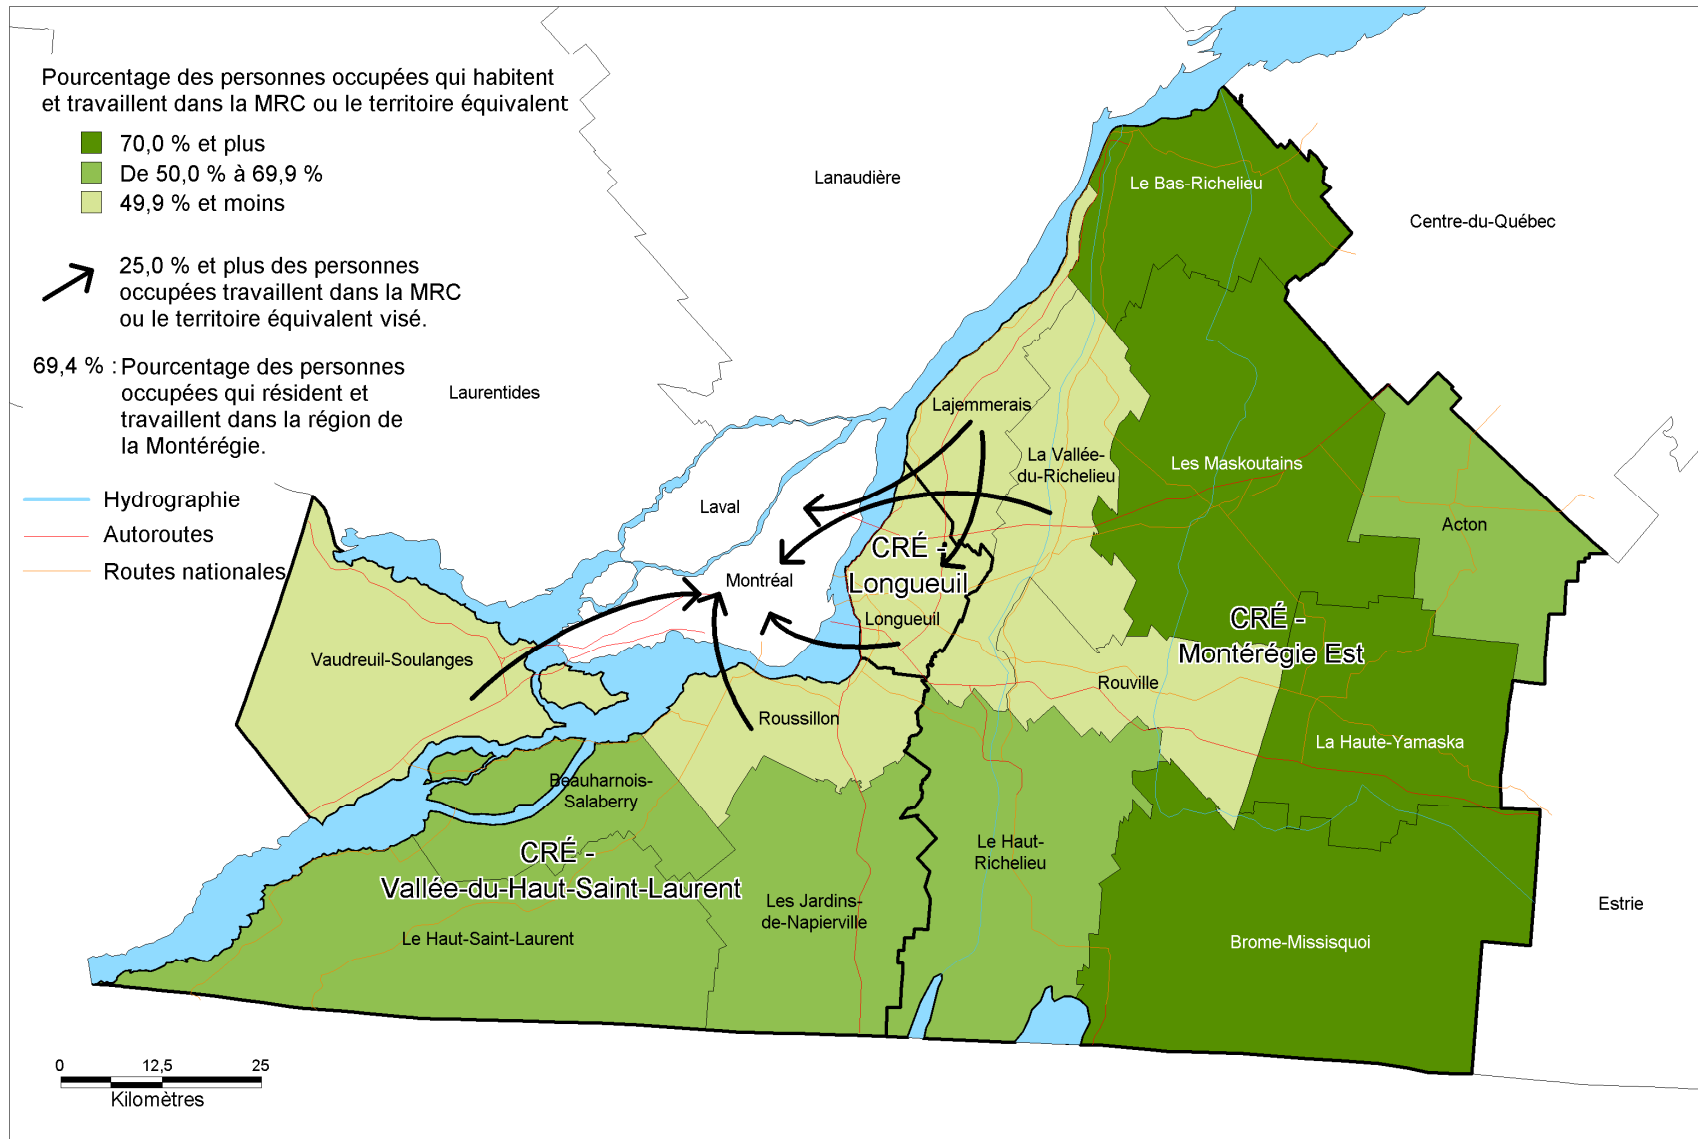 Pourcentage des personnes occupées qui habitent
et travaillent dans la MRC ou le territoire équivalent
70,0 % et plus
De 50,0 % à 69,9 %
49,9 % et moins
25,0 % et plus des personnes
occupées travaillent dans la MRC
ou le territoire équivalent visé.
69,4 % : Pourcentage des personnes
occupées qui résident et
travaillent dans la région de
la Montérégie.
Hydrographie
Autoroutes
Routes nationales
Lanaudière
Laurentides
Centre-du-Québec
Estrie
Laval
Montréal
Le Bas-Richelieu
Lajemmerais
La Vallée-
du-Richelieu
Les Maskoutains
Acton
CRÉ -
Longueuil
Longueuil
CRÉ -
Montérégie Est
Rouville
La Haute-Yamaska
Vaudreuil-Soulanges
Roussillon
Beauharnois-
Salaberry
CRÉ -
Vallée-du-Haut-Saint-Laurent
Le Haut-
Richelieu
Les Jardins-
de-Napierville
Le Haut-Saint-Laurent
Brome-Missisquoi
0 12,5 25
Kilomètres